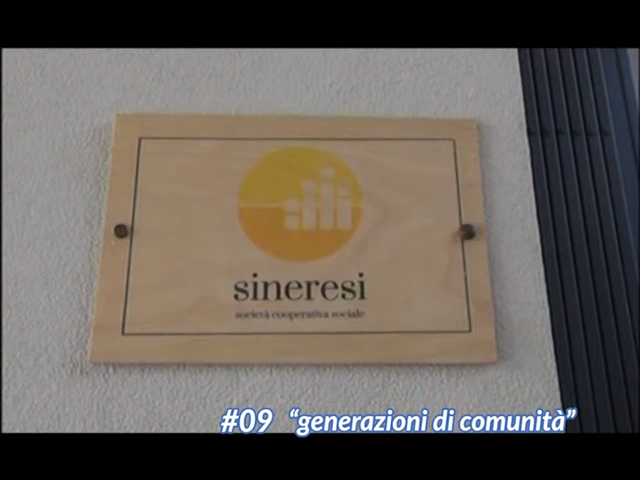 sineresi
società cooperativa sociale
#09 “generazioni di comunità”